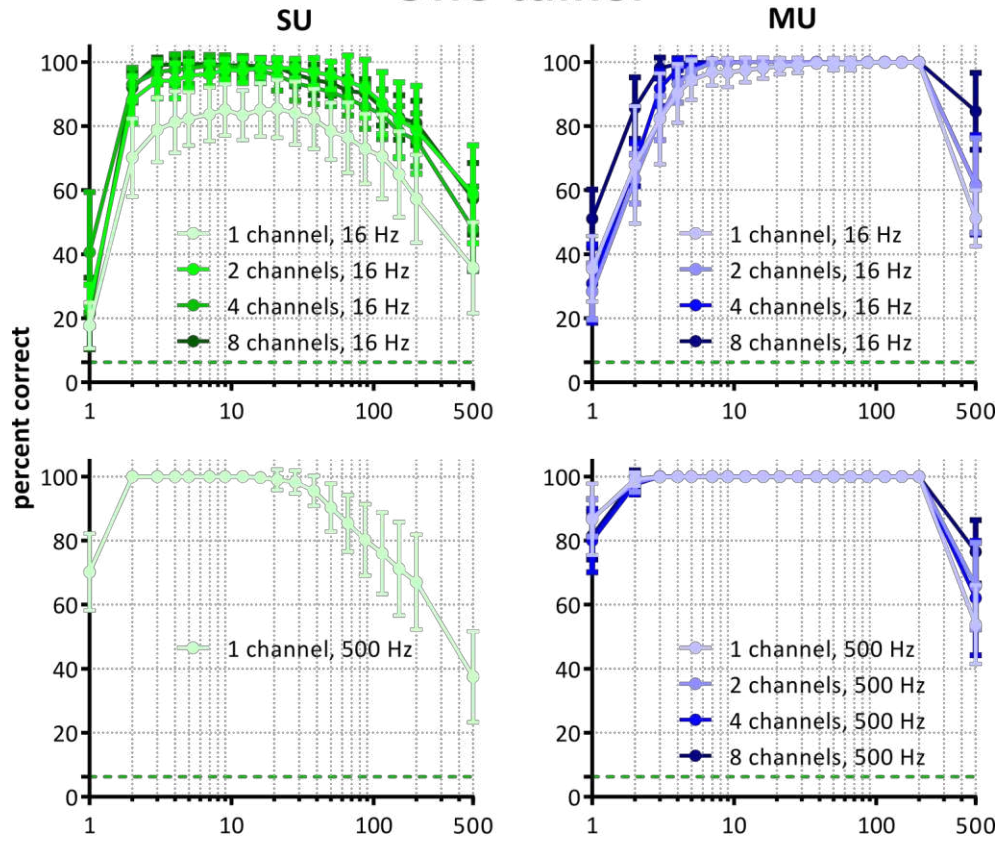 SU
MU
percent correct
100
80
60
40
20
0
1 channel, 16 Hz
2 channels, 16 Hz
4 channels, 16 Hz
8 channels, 16 Hz
1
10
100
500
100
80
60
40
20
0
1 channel, 16 Hz
2 channels, 16 Hz
4 channels, 16 Hz
8 channels, 16 Hz
1
10
100
500
100
80
60
40
20
0
1 channel, 500 Hz
1
10
100
500
100
80
60
40
20
0
1 channel, 500 Hz
2 channels, 500 Hz
4 channels, 500 Hz
8 channels, 500 Hz
1
10
100
500